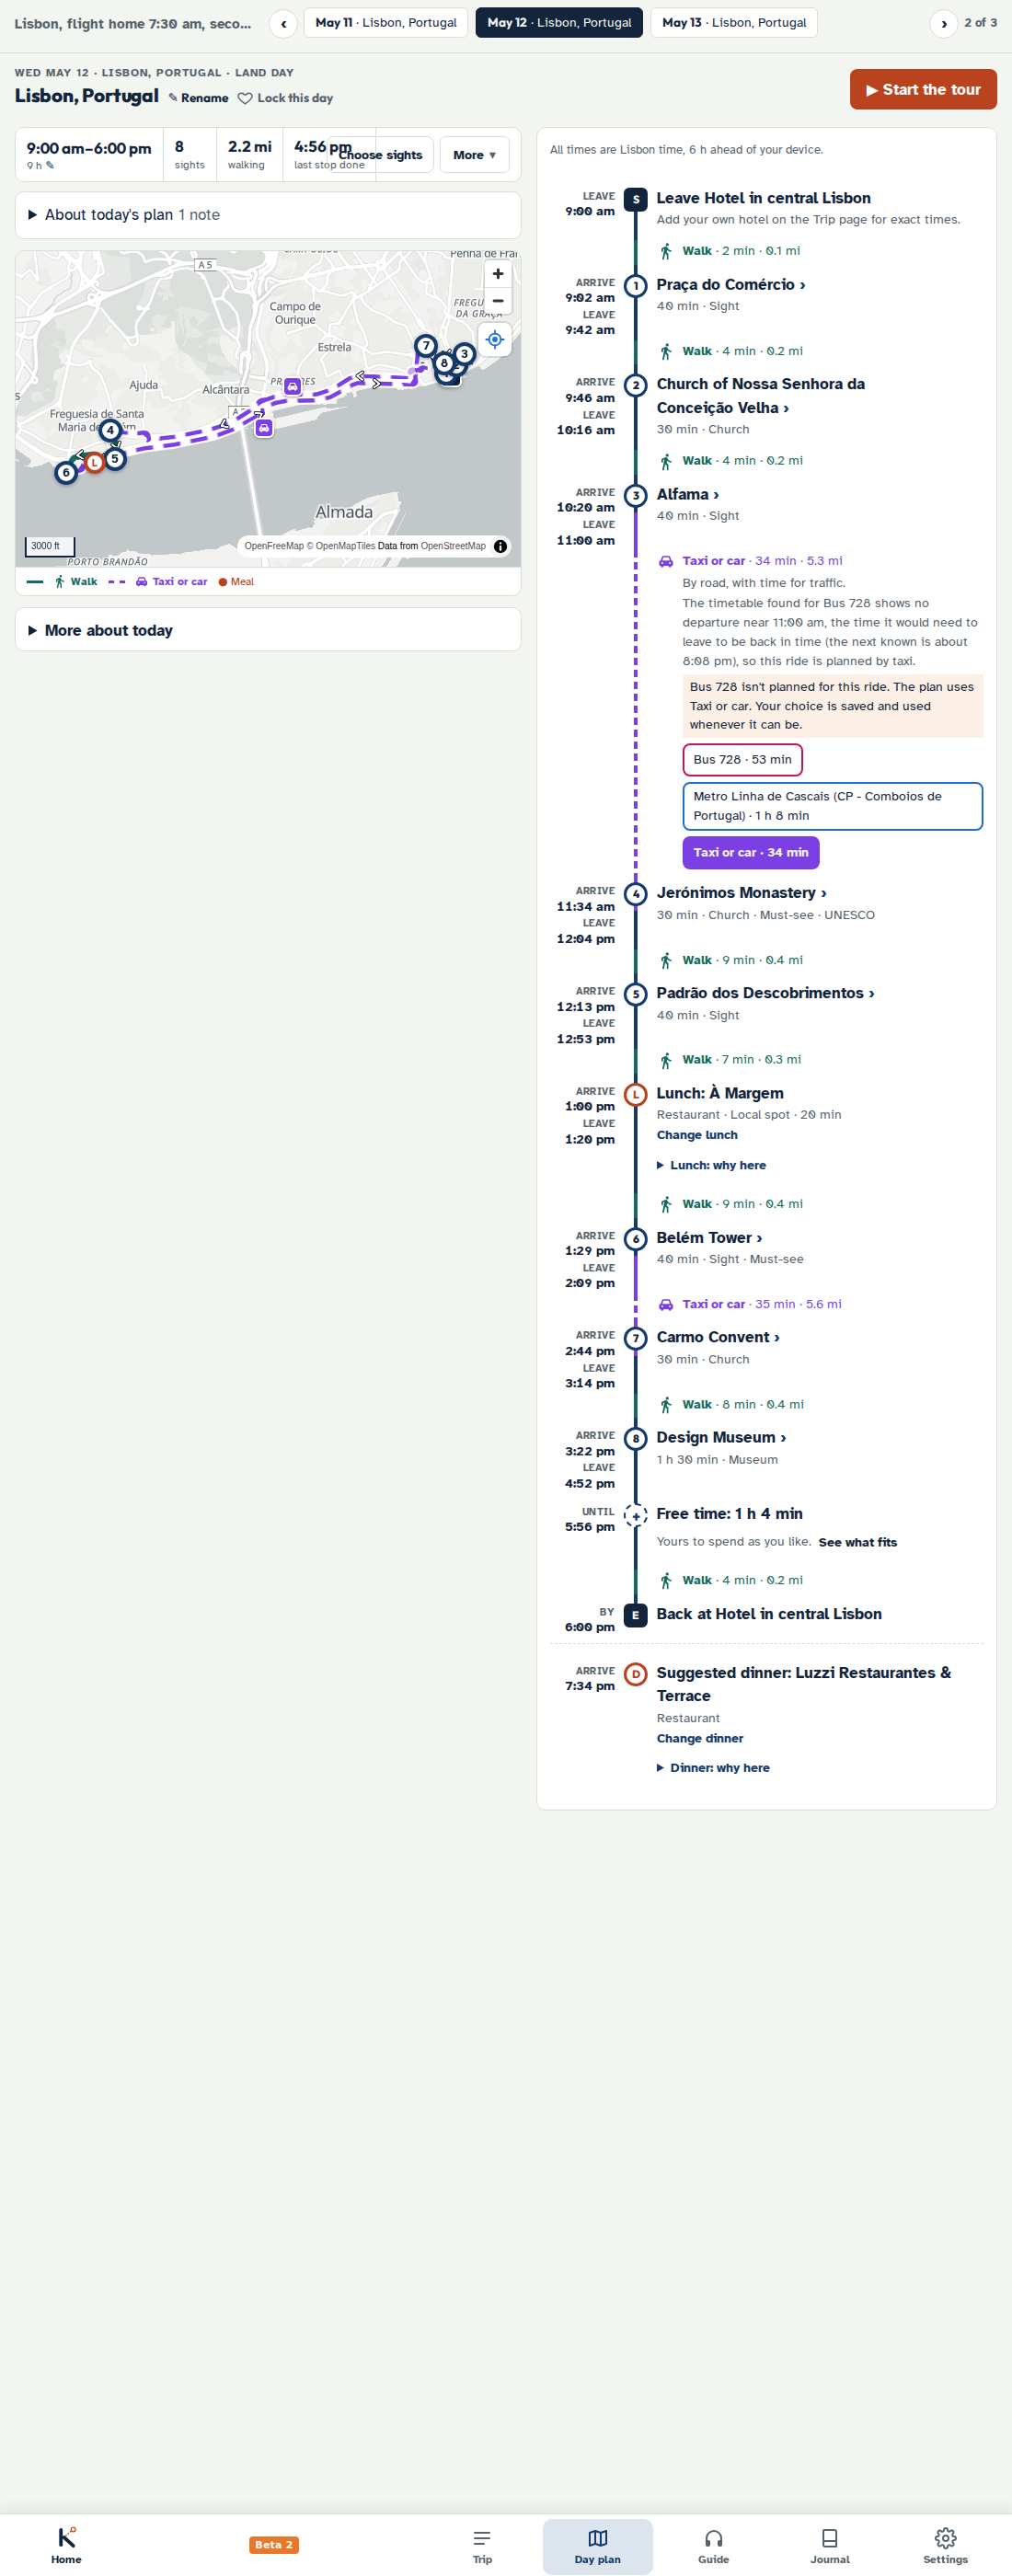 Lisbon, flight home 7:30 am, seco...
‹
May 11 · Lisbon, Portugal
May 12 · Lisbon, Portugal
May 13 · Lisbon, Portugal
›
2 of 3
WED MAY 12 · LISBON, PORTUGAL · LAND DAY
Lisbon, Portugal
✎ Rename
Lock this day
▶ Start the tour
9:00 am–6:00 pm
9 h ✎
8
sights
2.2 mi
walking
4:56 pm
last stop done
Choose sights
More ▾
▶ About today's plan 1 note
A 5
Campo de
Ourique
Estrela
Ajuda
Alcântara
Freguesia de Santa
7
3
8
4
5
L
6
Almada
+
−
3000 ft
PORTO BRANDÃO
OpenFreeMap © OpenMapTiles Data from OpenStreetMap
Walk
Taxi or car
Meal
▶ More about today
All times are Lisbon time, 6 h ahead of your device.
LEAVE
9:00 am
S
Leave Hotel in central Lisbon
Add your own hotel on the Trip page for exact times.
Walk · 2 min · 0.1 mi
ARRIVE
9:02 am
LEAVE
9:42 am
1
Praça do Comércio ›
40 min · Sight
Walk · 4 min · 0.2 mi
ARRIVE
9:46 am
LEAVE
10:16 am
2
Church of Nossa Senhora da
Conceição Velha ›
30 min · Church
Walk · 4 min · 0.2 mi
ARRIVE
10:20 am
LEAVE
11:00 am
3
Alfama ›
40 min · Sight
Taxi or car · 34 min · 5.3 mi
By road, with time for traffic.
The timetable found for Bus 728 shows no
departure near 11:00 am, the time it would need to
leave to be back in time (the next known is about
8:08 pm), so this ride is planned by taxi.
Bus 728 isn't planned for this ride. The plan uses
Taxi or car. Your choice is saved and used
whenever it can be.
Bus 728 · 53 min
Metro Linha de Cascais (CP - Comboios de
Portugal) · 1 h 8 min
Taxi or car · 34 min
ARRIVE
11:34 am
LEAVE
12:04 pm
4
Jerónimos Monastery ›
30 min · Church · Must-see · UNESCO
Walk · 9 min · 0.4 mi
ARRIVE
12:13 pm
LEAVE
12:53 pm
5
Padrão dos Descobrimentos ›
40 min · Sight
Walk · 7 min · 0.3 mi
ARRIVE
1:00 pm
LEAVE
1:20 pm
L
Lunch: À Margem
Restaurant · Local spot · 20 min
Change lunch
▶ Lunch: why here
Walk · 9 min · 0.4 mi
ARRIVE
1:29 pm
LEAVE
2:09 pm
6
Belém Tower ›
40 min · Sight · Must-see
Taxi or car · 35 min · 5.6 mi
ARRIVE
2:44 pm
LEAVE
3:14 pm
7
Carmo Convent ›
30 min · Church
Walk · 8 min · 0.4 mi
ARRIVE
3:22 pm
LEAVE
4:52 pm
8
Design Museum ›
1 h 30 min · Museum
UNTIL
5:56 pm
+
Free time: 1 h 4 min
Yours to spend as you like. See what fits
Walk · 4 min · 0.2 mi
BY
6:00 pm
E
Back at Hotel in central Lisbon
ARRIVE
7:34 pm
D
Suggested dinner: Luzzi Restaurantes &
Terrace
Restaurant
Change dinner
▶ Dinner: why here
Home
Beta 2
Trip
Day plan
Guide
Journal
Settings